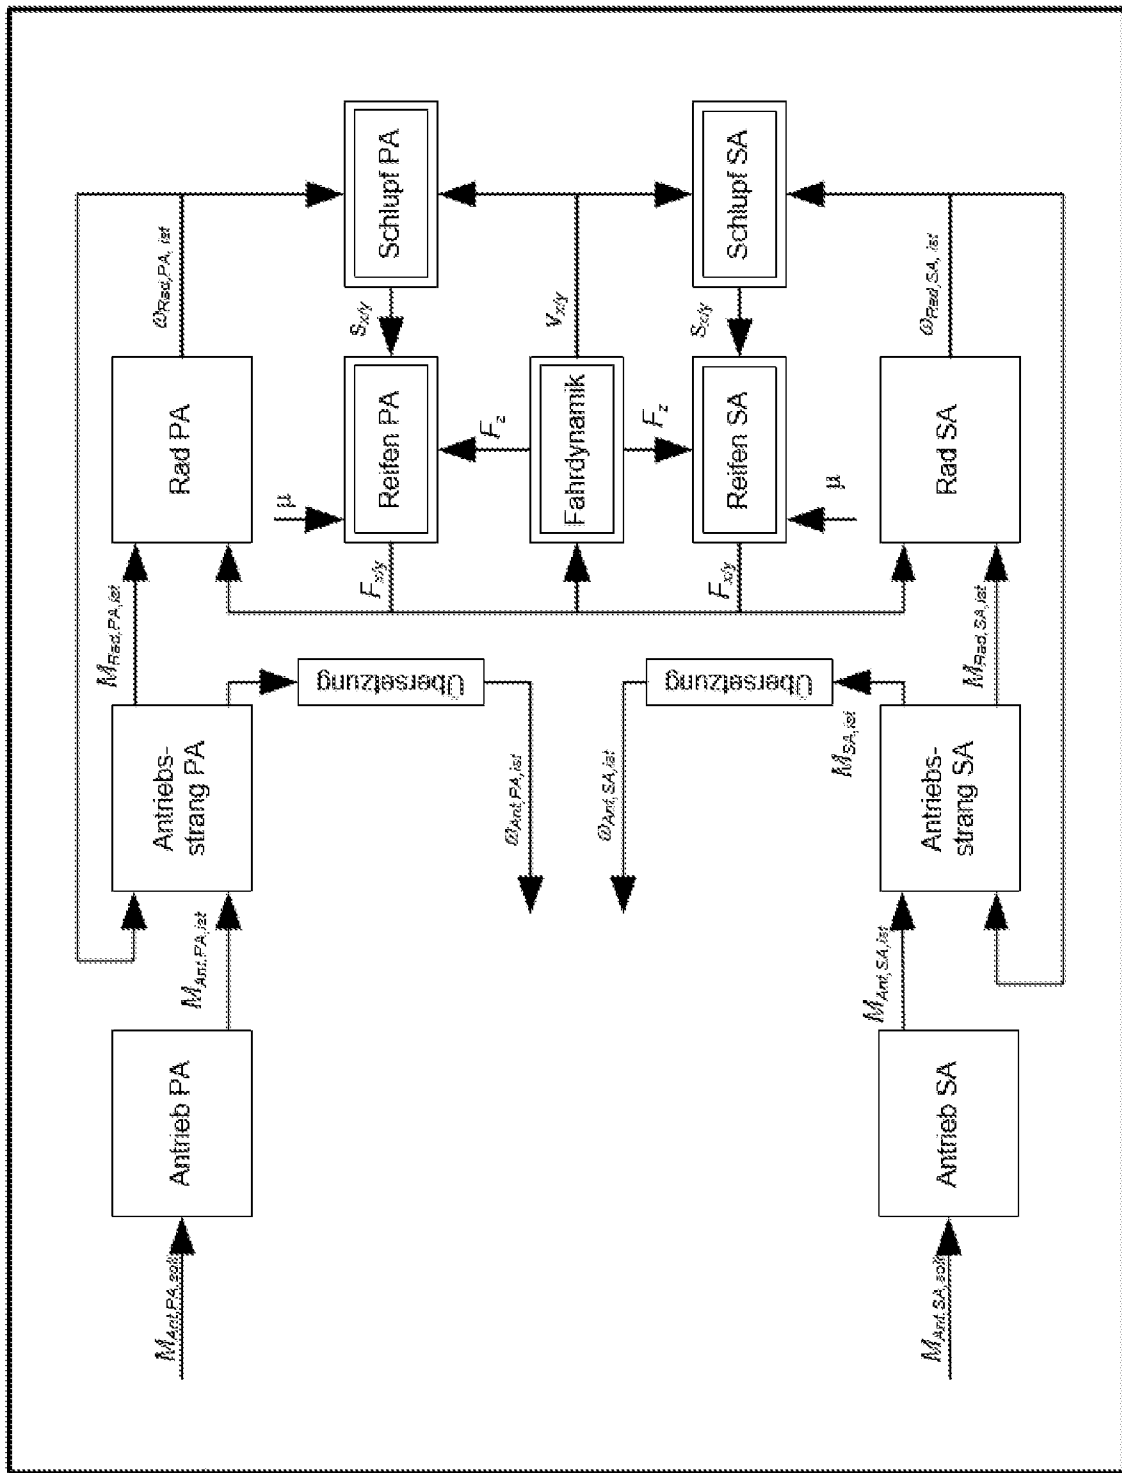 M_Ant,PA,soll
Antrieb PA
M_Ant,PA,ist
Antriebs-
strang PA
M_Rad,PA,ist
Rad PA
ω_Rad,PA, ist
Übersetzung
ω_Ant,PA,ist
μ
Reifen PA
F_x/y
s_x/y
Schlupf PA
F_z
Fahrdynamik
v_x/y
F_z
Reifen SA
F_x/y
s_x/y
Schlupf SA
μ
ω_Ant,SA,ist
Übersetzung
M_SA,ist
M_Ant,SA,soll
Antrieb SA
M_Ant,SA,ist
Antriebs-
strang SA
M_Rad,SA,ist
Rad SA
ω_Rad,SA, ist